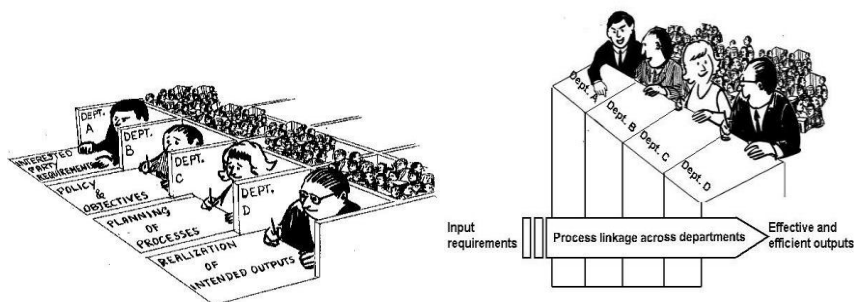 DEPT.
A
DEPT.
B
DEPT.
C
DEPT.
D
INTERESTED
PARTY
REQUIREMENTS
POLICY
&
OBJECTIVES
PLANNING
OF
PROCESSES
REALIZATION
OF
INTENDED OUTPUTS
Dept. A
Dept. B
Dept. C
Dept. D
Input
requirements
Process linkage across departments
Effective and
efficient outputs